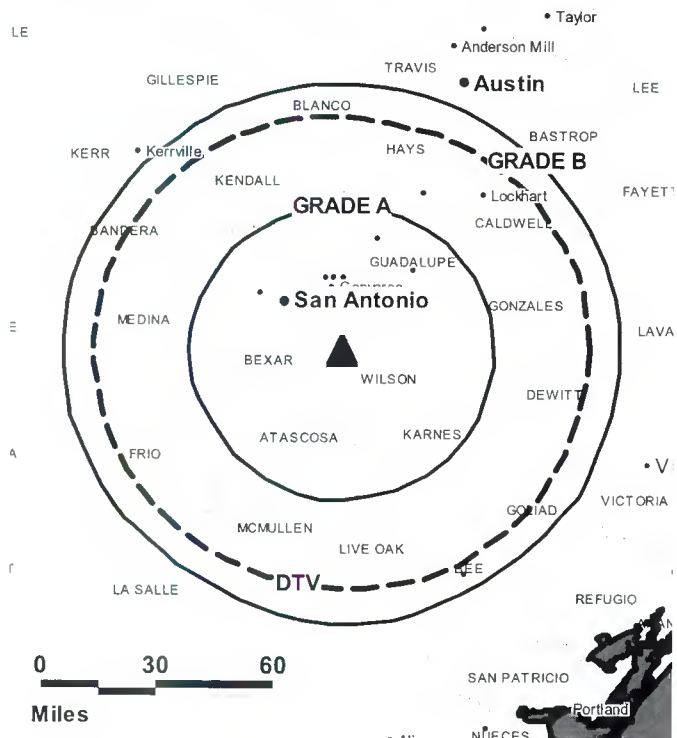 Taylor
LE
Anderson Mill
TRAVIS
GILLESPIE
Austin
LEE
BLANCO
BASTROP
KERR
Kerrville
HAYS
GRADE B
KENDALL
Lockhart
FAYET
GRADE A
CALDWELL
BANDERA
GUADALUPE
San Antonio
GONZALES
MEDINA
E
LAVA
BEXAR
WILSON
DEWITT
ATASCOSA
KARNES
FRIO
A
V
VICTORIA
GOLIAD
MCMULLEN
LIVE OAK
BEE
DTV
LA SALLE
REFUGIO
0 30 60
SAN PATRICIO
Miles
Portland
NUECES